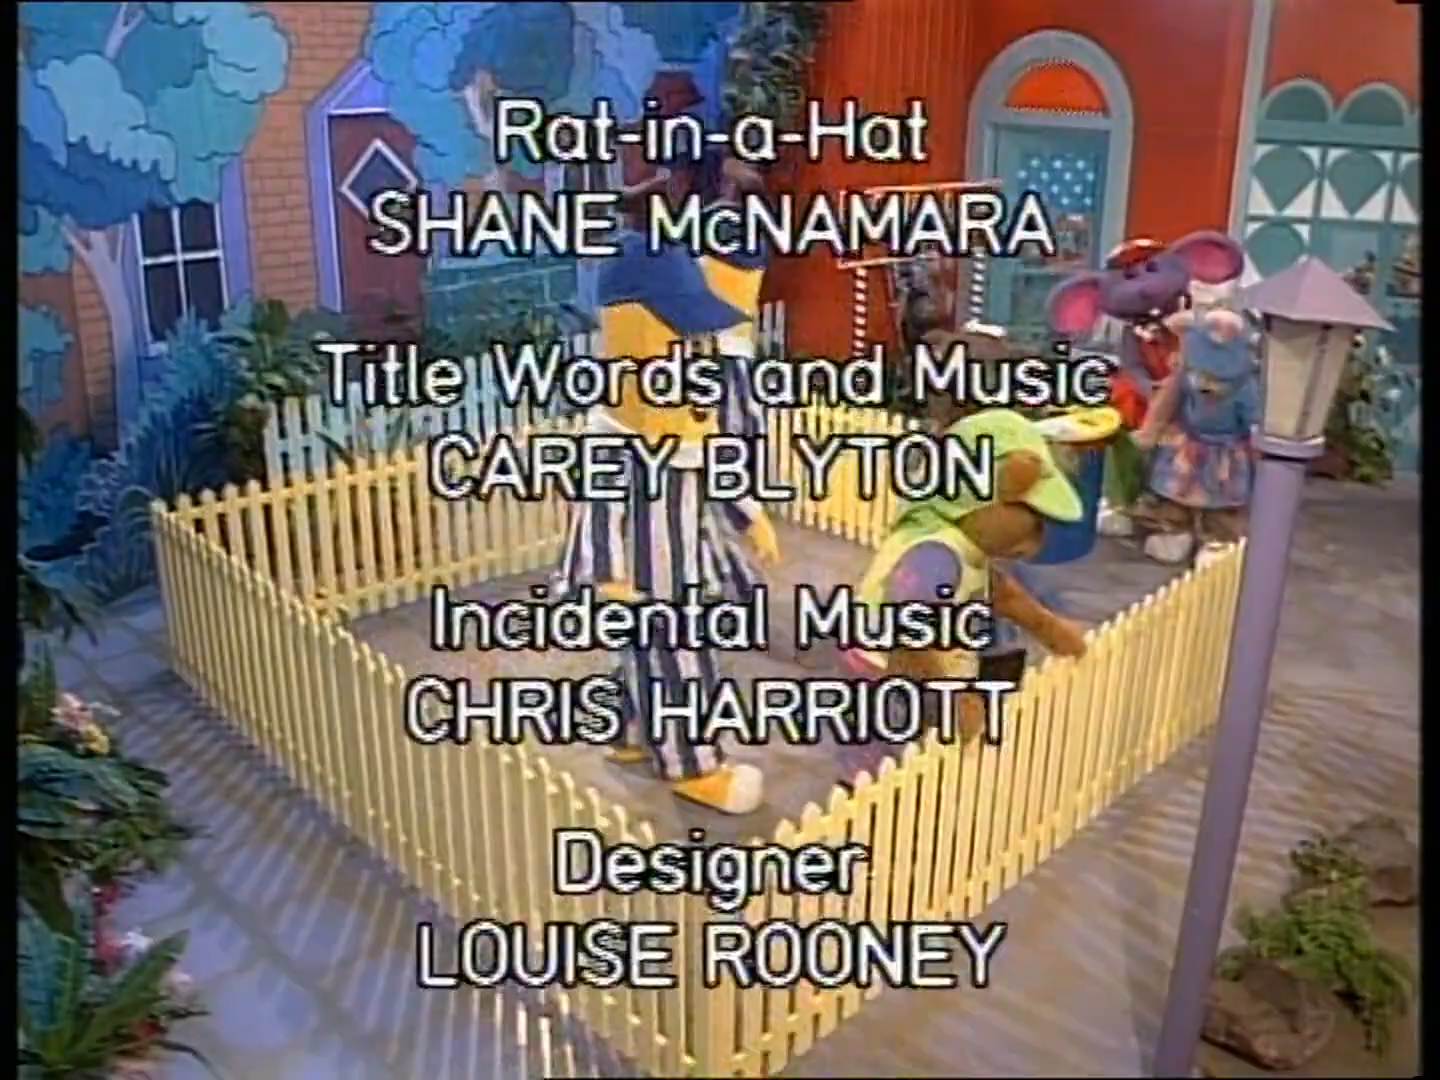 Rat-in-a-Hat
SHANE McNAMARA
Title Words and Music
CAREY BLYTON
Incidental Music
CHRIS HARRIOTT
Designer
LOUISE ROONEY